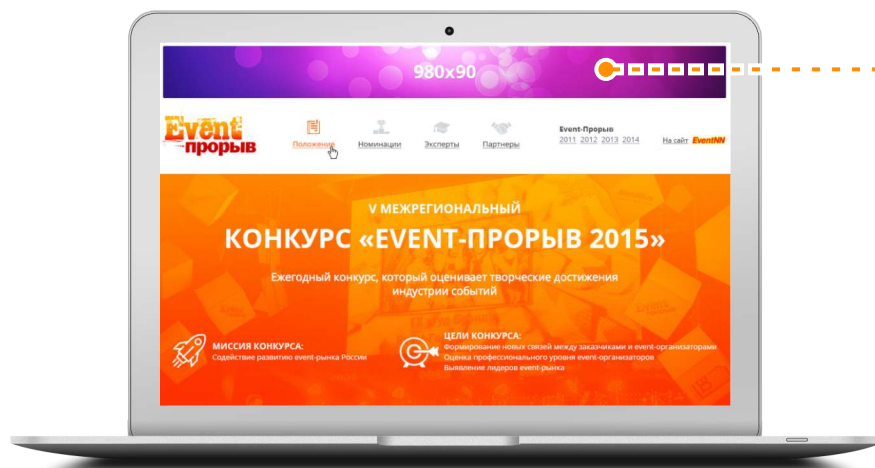 980x90
Event
прорыв
Положение
Номинации
Эксперты
Партнеры
Event-Прорыв
2011 2012 2013 2014
На сайт EventNN
V МЕЖРЕГИОНАЛЬНЫЙ
КОНКУРС «EVENT-ПРОРЫВ 2015»
Ежегодный конкурс, который оценивает творческие достижения
индустрии событий
МИССИЯ КОНКУРСА:
Содействие развитию event-рынка России
ЦЕЛИ КОНКУРСА:
Формирование новых связей между заказчиками и event-организаторами
Оценка профессионального уровня event-организаторов
Выявление лидеров event-рынка